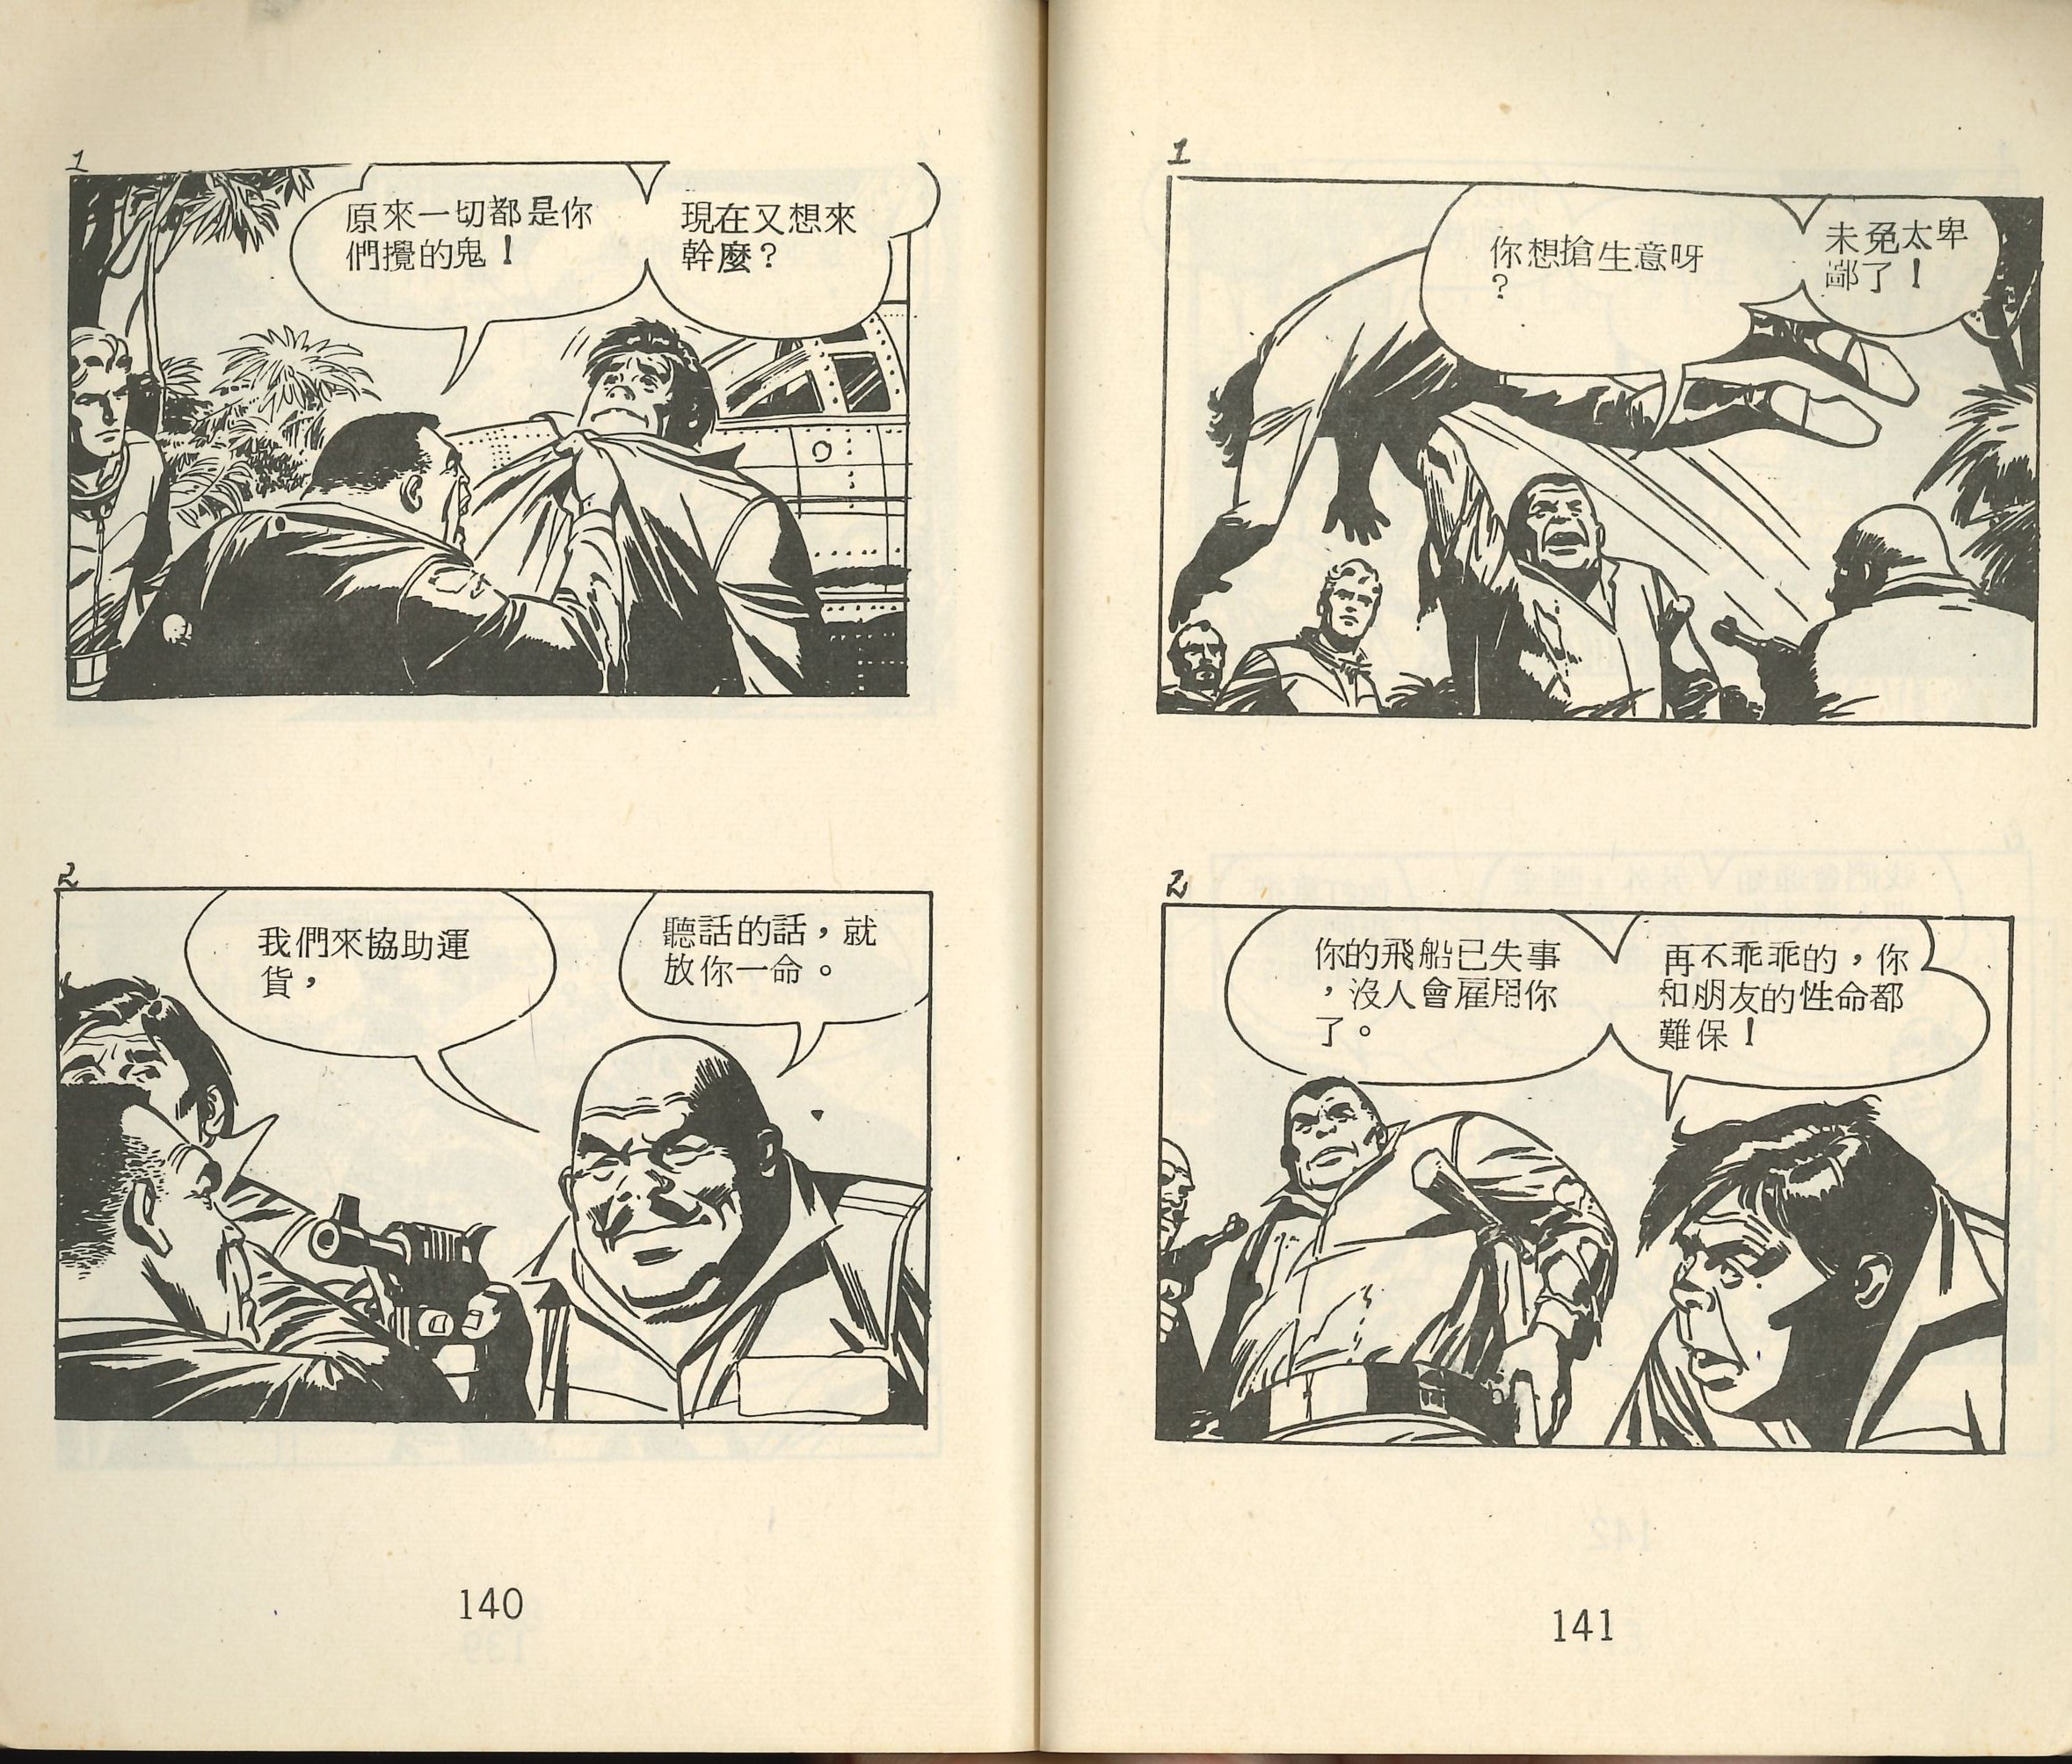 1
原來一切都是你
們攪的鬼！
現在又想來
幹麼？
2
我們來協助運
貨，
聽話的話，就
放你一命。
140
1
你想搶生意呀
？
未免太卑
鄙了！
2
你的飛船已失事
，沒人會雇用你
了。
再不乖乖的，你
和朋友的性命都
難保！
141